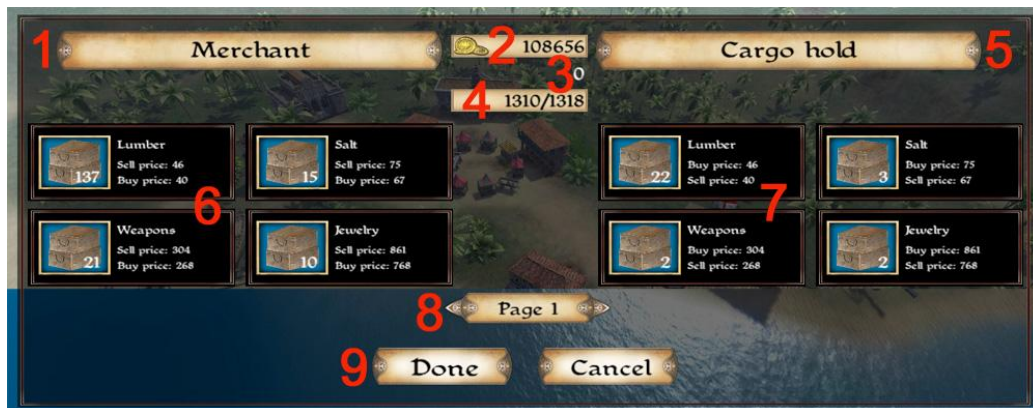 1 Merchant 2 108656 Cargo hold 5
3 0
4 1310/1318
Lumber
Sell price: 46
Buy price: 40
137
Salt
Sell price: 75
Buy price: 67
15
Lumber
Buy price: 46
Sell price: 40
22
Salt
Buy price: 75
Sell price: 67
3
6
7
Weapons
Sell price: 304
Buy price: 268
21
Jewelry
Sell price: 861
Buy price: 768
10
Weapons
Buy price: 304
Sell price: 268
2
Jewelry
Buy price: 861
Sell price: 768
2
8 Page 1
9 Done Cancel